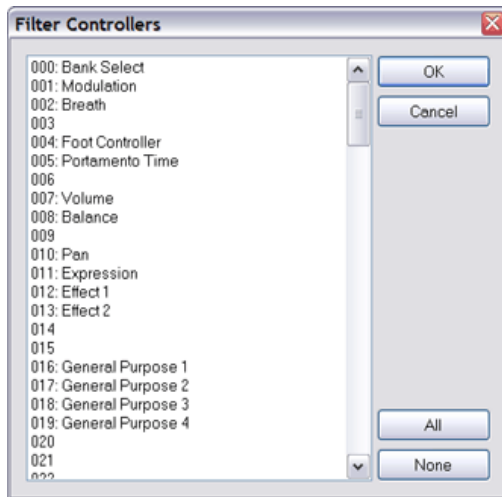 Filter Controllers
000: Bank Select
001: Modulation
002: Breath
003
004: Foot Controller
005: Portamento Time
006
007: Volume
008: Balance
009
010: Pan
011: Expression
012: Effect 1
013: Effect 2
014
015
016: General Purpose 1
017: General Purpose 2
018: General Purpose 3
019: General Purpose 4
020
021
022
OK
Cancel
All
None